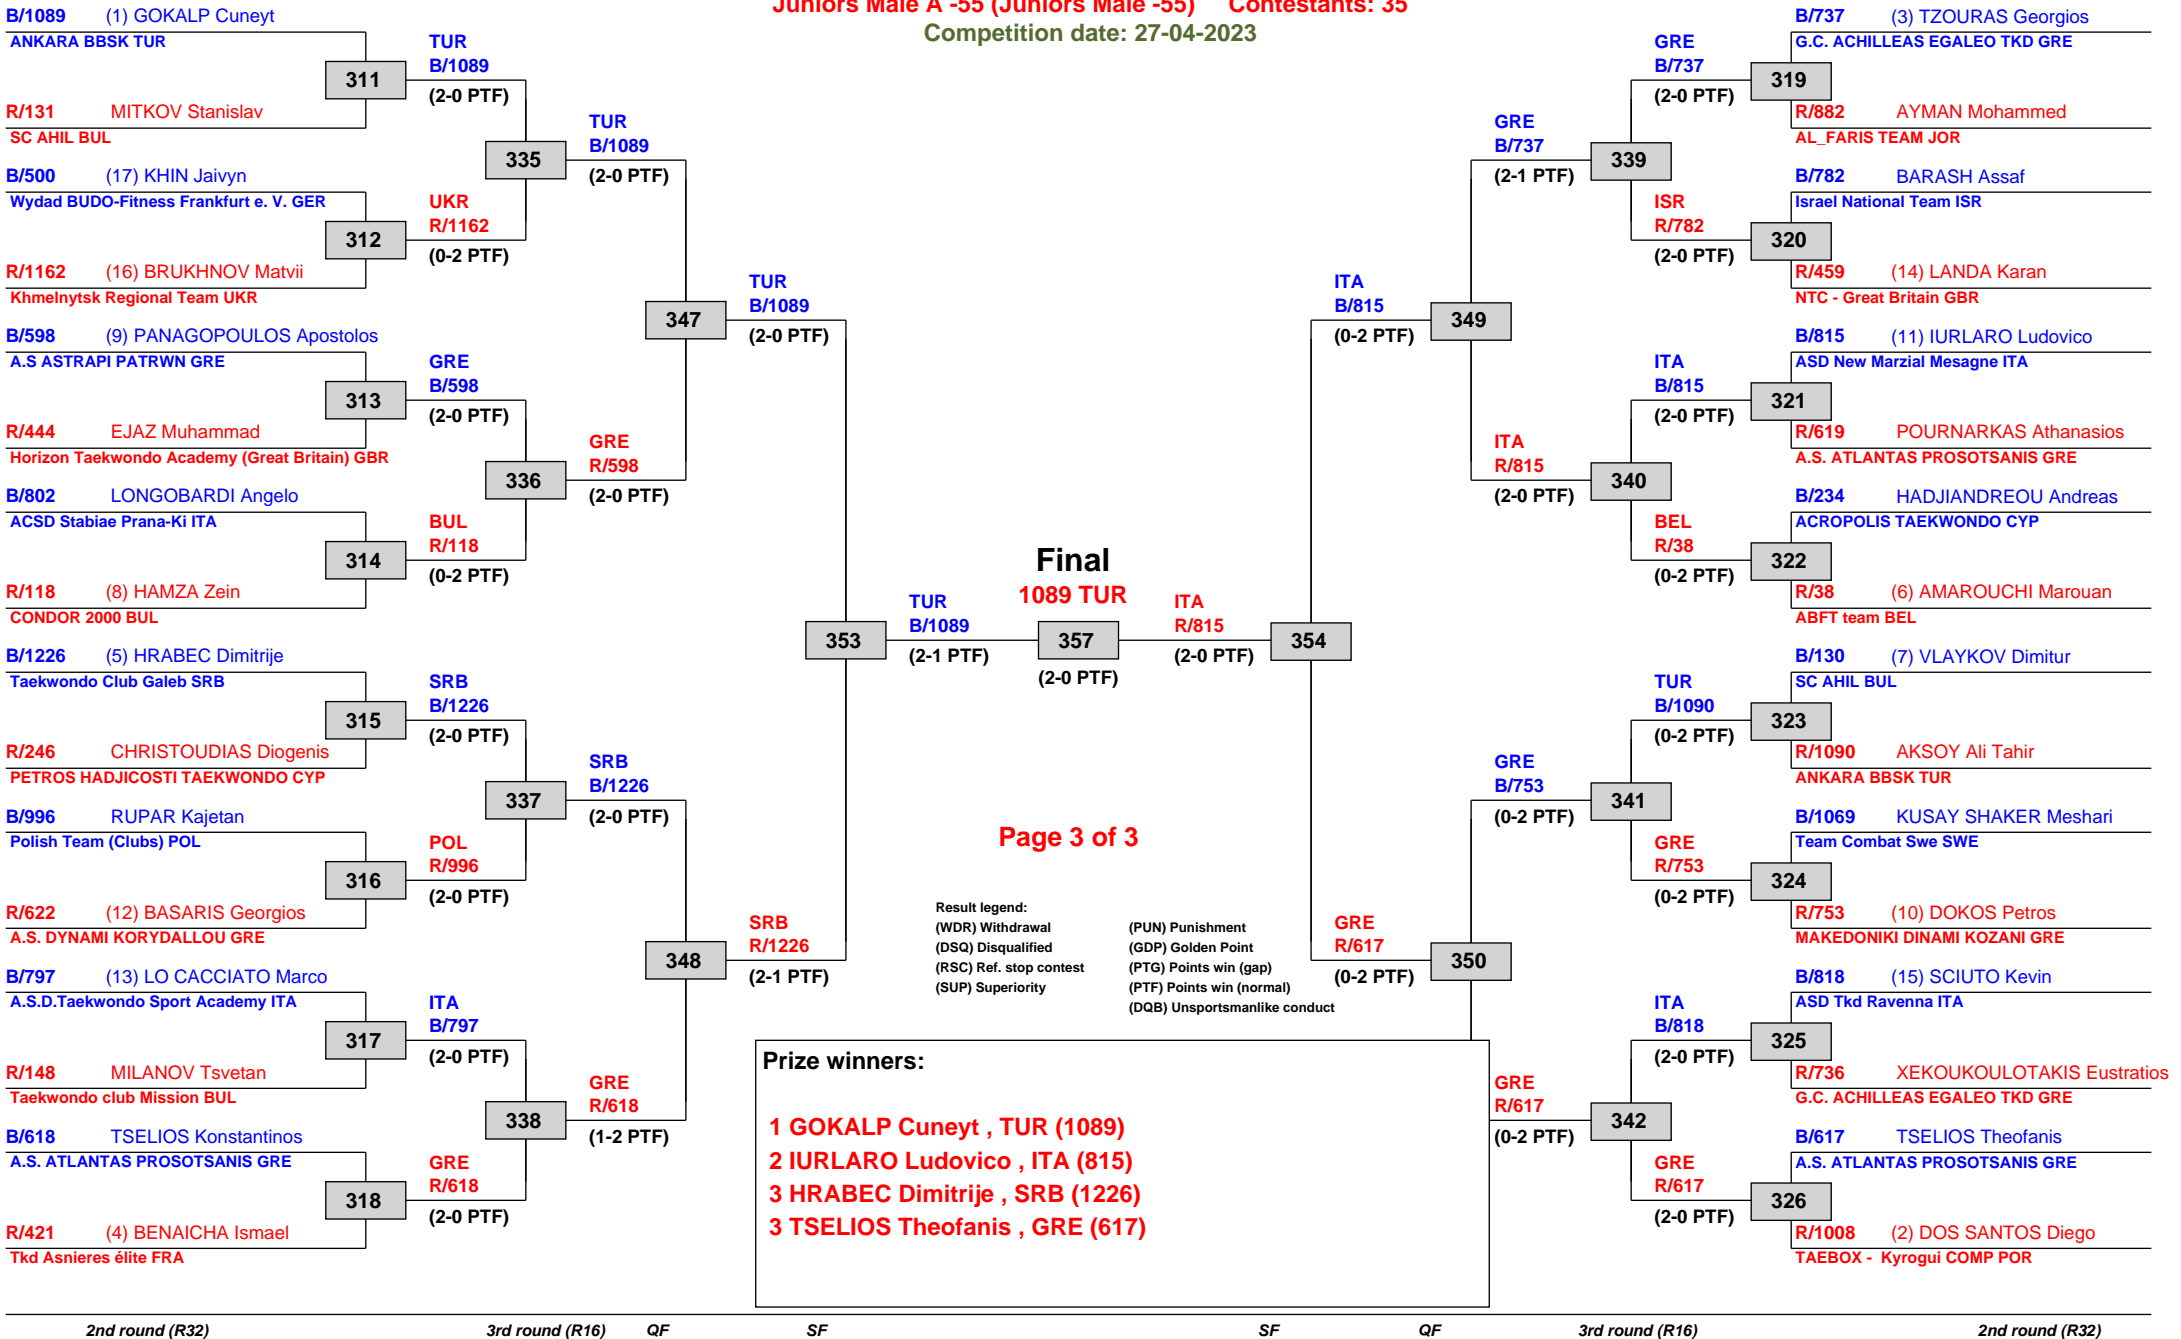 Juniors Male A -55 (Juniors Male -55) Contestants: 35
Competition date: 27-04-2023
B/1089 (1) GOKALP Cuneyt
ANKARA BBSK TUR
311
R/131 MITKOV Stanislav
SC AHIL BUL
B/500 (17) KHIN Jaivyn
Wydad BUDO-Fitness Frankfurt e. V. GER
312
R/1162 (16) BRUKHNOV Matvii
Khmelnytsk Regional Team UKR
B/598 (9) PANAGOPOULOS Apostolos
A.S ASTRAPI PATRWN GRE
313
R/444 EJAZ Muhammad
Horizon Taekwondo Academy (Great Britain) GBR
B/802 LONGOBARDI Angelo
ACSD Stabiae Prana-Ki ITA
314
R/118 (8) HAMZA Zein
CONDOR 2000 BUL
B/1226 (5) HRABEC Dimitrije
Taekwondo Club Galeb SRB
315
R/246 CHRISTOUDIAS Diogenis
PETROS HADJICOSTI TAEKWONDO CYP
B/996 RUPAR Kajetan
Polish Team (Clubs) POL
316
R/622 (12) BASARIS Georgios
A.S. DYNAMI KORYDALLOU GRE
B/797 (13) LO CACCIATO Marco
A.S.D.Taekwondo Sport Academy ITA
317
R/148 MILANOV Tsvetan
Taekwondo club Mission BUL
B/618 TSELIOS Konstantinos
A.S. ATLANTAS PROSOTSANIS GRE
318
R/421 (4) BENAICHA Ismael
Tkd Asnieres élite FRA
TUR
B/1089
(2-0 PTF)
335
UKR
R/1162
(0-2 PTF)
GRE
B/598
(2-0 PTF)
336
BUL
R/118
(0-2 PTF)
SRB
B/1226
(2-0 PTF)
337
POL
R/996
(2-0 PTF)
ITA
B/797
(2-0 PTF)
338
GRE
R/618
(2-0 PTF)
TUR
B/1089
(2-0 PTF)
347
GRE
R/598
(2-0 PTF)
SRB
B/1226
(2-0 PTF)
348
GRE
R/618
(1-2 PTF)
TUR
B/1089
(2-0 PTF)
353
SRB
R/1226
(2-1 PTF)
TUR
B/1089
(2-1 PTF)
Final
1089 TUR
357
(2-0 PTF)
ITA
R/815
(2-0 PTF)
354
ITA
B/815
(0-2 PTF)
349
GRE
R/617
(0-2 PTF)
350
GRE
B/737
(2-1 PTF)
339
ITA
R/815
(2-0 PTF)
340
GRE
B/753
(0-2 PTF)
341
GRE
R/617
(0-2 PTF)
342
GRE
B/737
(2-0 PTF)
319
ISR
R/782
(2-0 PTF)
320
ITA
B/815
(2-0 PTF)
321
BEL
R/38
(0-2 PTF)
322
TUR
B/1090
(0-2 PTF)
323
GRE
R/753
(0-2 PTF)
324
ITA
B/818
(2-0 PTF)
325
GRE
R/617
(2-0 PTF)
326
B/737 (3) TZOURAS Georgios
G.C. ACHILLEAS EGALEO TKD GRE
R/882 AYMAN Mohammed
AL_FARIS TEAM JOR
B/782 BARASH Assaf
Israel National Team ISR
R/459 (14) LANDA Karan
NTC - Great Britain GBR
B/815 (11) IURLARO Ludovico
ASD New Marzial Mesagne ITA
R/619 POURNARKAS Athanasios
A.S. ATLANTAS PROSOTSANIS GRE
B/234 HADJIANDREOU Andreas
ACROPOLIS TAEKWONDO CYP
R/38 (6) AMAROUCHI Marouan
ABFT team BEL
B/130 (7) VLAYKOV Dimitur
SC AHIL BUL
R/1090 AKSOY Ali Tahir
ANKARA BBSK TUR
B/1069 KUSAY SHAKER Meshari
Team Combat Swe SWE
R/753 (10) DOKOS Petros
MAKEDONIKI DINAMI KOZANI GRE
B/818 (15) SCIUTO Kevin
ASD Tkd Ravenna ITA
R/736 XEKOUKOULOTAKIS Eustratios
G.C. ACHILLEAS EGALEO TKD GRE
B/617 TSELIOS Theofanis
A.S. ATLANTAS PROSOTSANIS GRE
R/1008 (2) DOS SANTOS Diego
TAEBOX - Kyrogui COMP POR
Page 3 of 3
Result legend:
(WDR) Withdrawal (PUN) Punishment
(DSQ) Disqualified (GDP) Golden Point
(RSC) Ref. stop contest (PTG) Points win (gap)
(SUP) Superiority (PTF) Points win (normal)
(DQB) Unsportsmanlike conduct
Prize winners:
1 GOKALP Cuneyt , TUR (1089)
2 IURLARO Ludovico , ITA (815)
3 HRABEC Dimitrije , SRB (1226)
3 TSELIOS Theofanis , GRE (617)
2nd round (R32) 3rd round (R16) QF SF SF QF 3rd round (R16) 2nd round (R32)